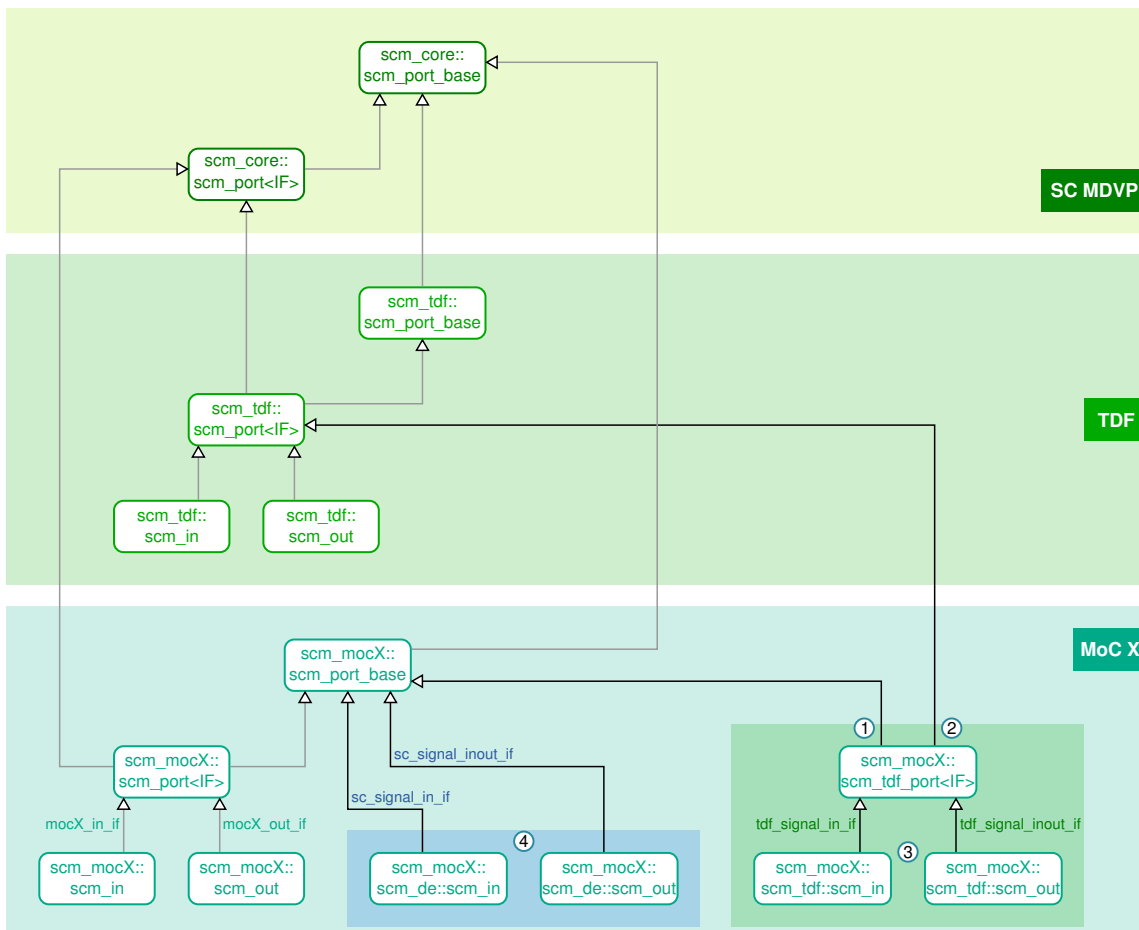 scm_core::
scm_port_base
scm_core::
scm_port<IF>
SC MDVP
scm_tdf::
scm_port_base
scm_tdf::
scm_port<IF>
TDF
scm_tdf::
scm_in
scm_tdf::
scm_out
MoC X
scm_mocX::
scm_port_base
1
2
sc_signal_inout_if
scm_mocX::
scm_port<IF>
scm_mocX::
scm_tdf_port<IF>
sc_signal_in_if
mocX_in_if
mocX_out_if
tdf_signal_in_if
tdf_signal_inout_if
4
3
scm_mocX::
scm_in
scm_mocX::
scm_out
scm_mocX::
scm_de::scm_in
scm_mocX::
scm_de::scm_out
scm_mocX::
scm_tdf::scm_in
scm_mocX::
scm_tdf::scm_out